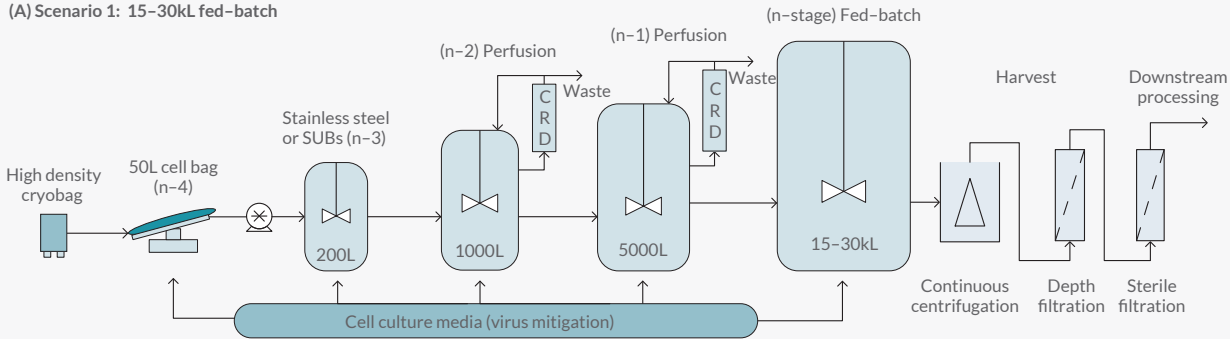 (A) Scenario 1: 15–30kL fed–batch
High density
cryobag
50L cell bag
(n–4)
Stainless steel
or SUBs (n–3)
200L
(n–2) Perfusion
CRD
Waste
1000L
(n–1) Perfusion
CRD
Waste
5000L
(n–stage) Fed–batch
15–30kL
Harvest
Continuous
centrifugation
Depth
filtration
Sterile
filtration
Downstream
processing
Cell culture media (virus mitigation)